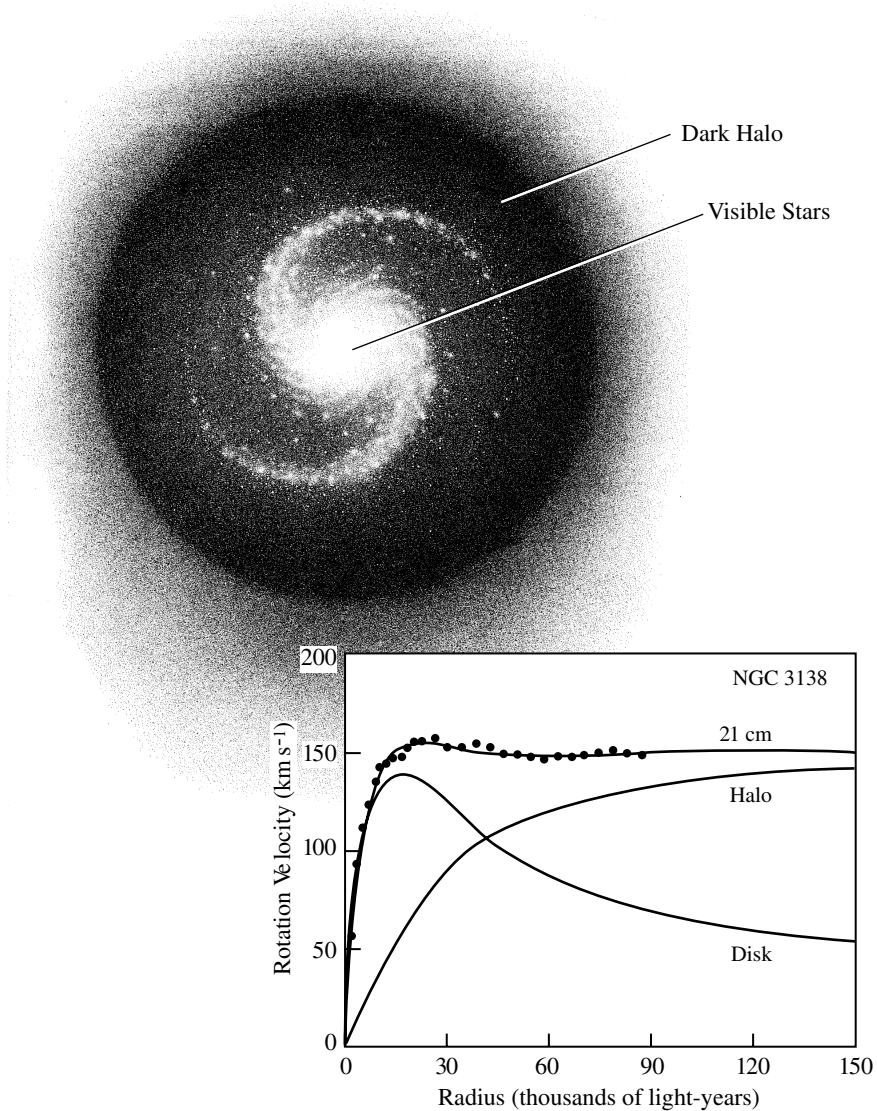 Dark Halo
Visible Stars
NGC 3138
21 cm
Halo
Disk
Rotation Velocity (km s⁻¹)
200
150
100
50
0
0 30 60 90 120 150
Radius (thousands of light-years)